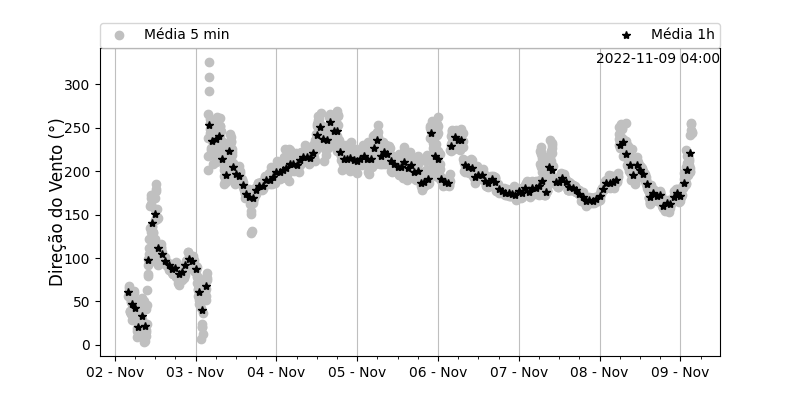 Média 5 min
Média 1h
2022-11-09 04:00
Direção do Vento (°)
300
250
200
150
100
50
0
02 - Nov
03 - Nov
04 - Nov
05 - Nov
06 - Nov
07 - Nov
08 - Nov
09 - Nov